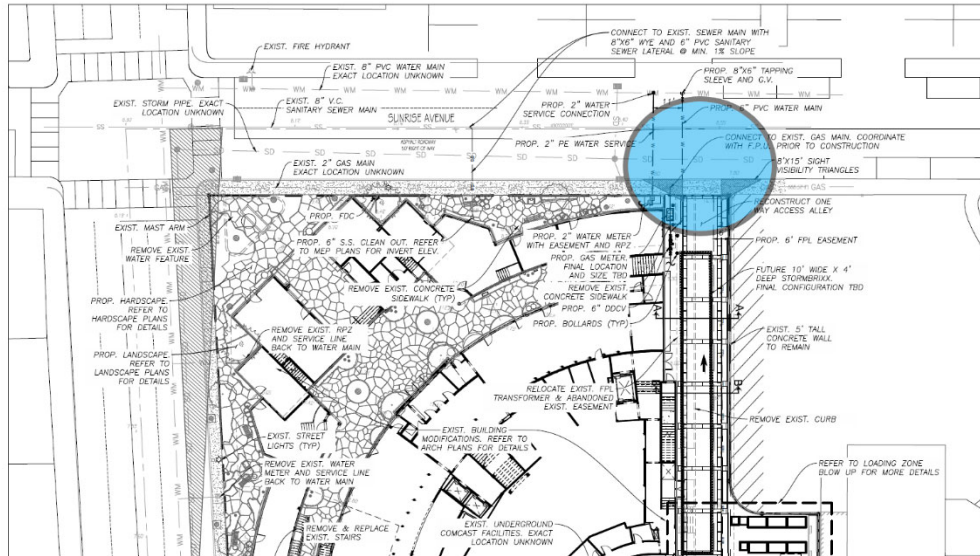 EXIST. FIRE HYDRANT
EXIST. 8" PVC WATER MAIN
EXACT LOCATION UNKNOWN
CONNECT TO EXIST. SEWER MAIN WITH
8"X6" WYE AND 6" PVC SANITARY
SEWER LATERAL @ MIN. 1% SLOPE
PROP. 8"X6" TAPPING
SLEEVE AND G.V.
WM
WM
WM
EXIST. STORM PIPE. EXACT
LOCATION UNKNOWN
EXIST. 8" V.C.
SANITARY SEWER MAIN
SUNRISE AVENUE
PROP. 2" WATER
SERVICE CONNECTION
PVC WATER MAIN
SS
PROP. 2" PE WATER SERVICE
CONNECT TO EXIST. GAS MAIN. COORDINATE
WITH F.P.U. PRIOR TO CONSTRUCTION
SD
SD
SD
SD
SD
EXIST. 2" GAS MAIN
EXACT LOCATION UNKNOWN
8'X15' SIGHT
VISIBILITY TRIANGLES
GAS
RECONSTRUCT ONE
WAY ACCESS ALLEY
EXIST. MAST ARM
PROP. FDC
REMOVE EXIST.
WATER
FEATURE
PROP. 6" S.S. CLEAN OUT. REFER
TO MEP PLANS FOR INVERT ELEV.
PROP. 2" WATER METER
WITH EASEMENT AND RPZ
PROP. 6' FPL EASEMENT
PROP. GAS METER.
FINAL LOCATION
AND SIZE TBD
FUTURE 10' WIDE X 4'
DEEP STORMBRIXX.
FINAL CONFIGURATION TBD
REMOVE EXIST. CONCRETE
SIDEWALK (TYP)
REMOVE EXIST.
CONCRETE SIDEWALK
PROP. HARDSCAPE.
REFER TO
HARDSCAPE PLANS
FOR DETAILS
PROP. 6" DDCV
PROP. BOLLARDS (TYP)
REMOVE EXIST. RPZ
AND SERVICE LINE
BACK TO WATER MAIN
EXIST. 5' TALL
CONCRETE WALL
TO REMAIN
PROP. LANDSCAPE.
REFER TO
LANDSCAPE PLANS
FOR DETAILS
RELOCATE EXIST. FPL
TRANSFORMER & ABANDONED
EXIST. EASEMENT
REMOVE EXIST. CURB
EXIST. STREET
LIGHTS (TYP)
EXIST. BUILDING
MODIFICATIONS. REFER TO
ARCH PLANS FOR DETAILS
REFER TO LOADING ZONE
BLOW UP FOR MORE DETAILS
REMOVE EXIST. WATER
METER AND SERVICE LINE
BACK TO WATER MAIN
REMOVE & REPLACE
EXIST. STAIRS
EXIST. UNDERGROUND
COMCAST FACILITIES. EXACT
LOCATION UNKNOWN